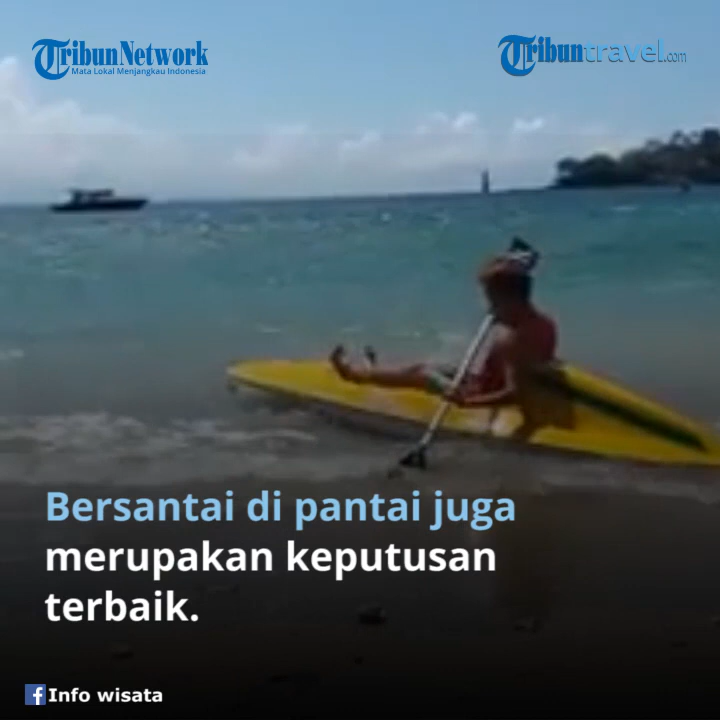 TribunNetwork
Mata Lokal Menjangkau Indonesia
Tribuntravel.com
Bersantai di pantai juga
merupakan keputusan
terbaik.
f Info wisata